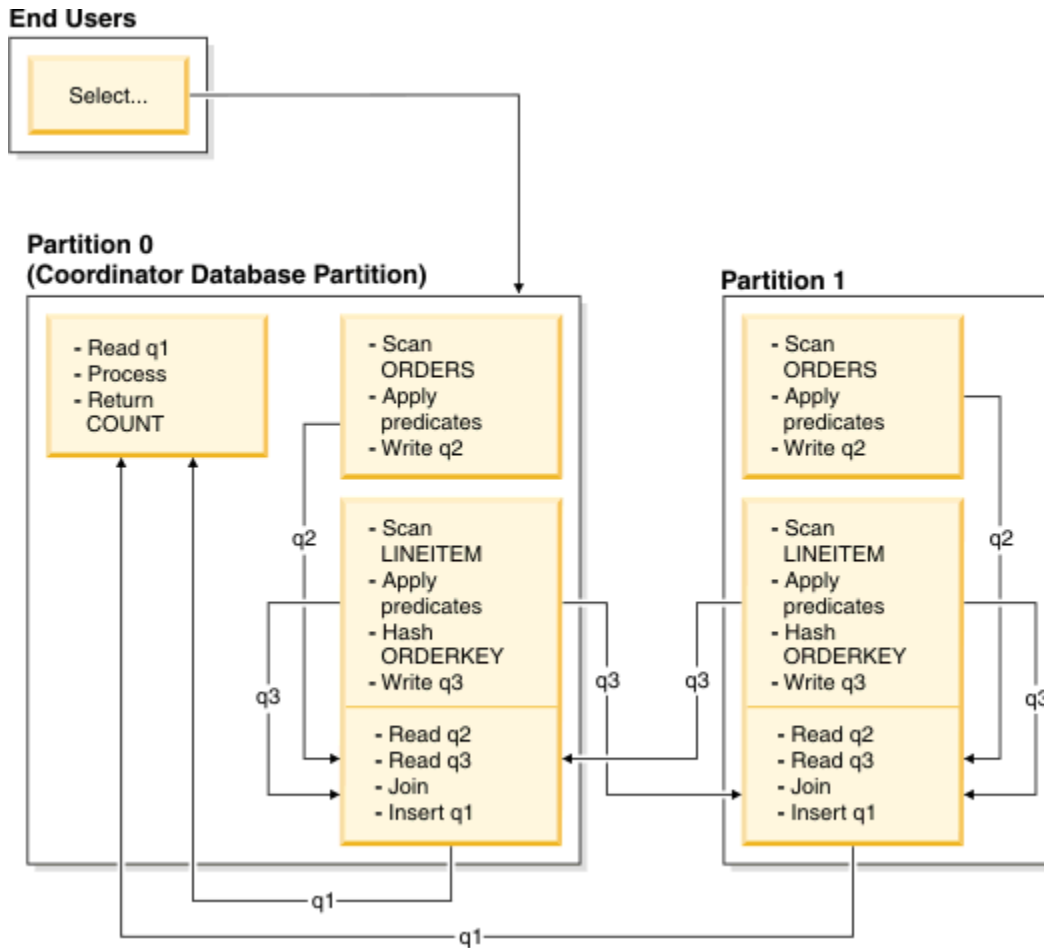 End Users
Select...
Partition 0
(Coordinator Database Partition)
- Read q1
- Process
- Return
COUNT
- Scan
ORDERS
- Apply
predicates
- Write q2
q2
- Scan
LINEITEM
- Apply
predicates
- Hash
ORDERKEY
- Write q3
q3
- Read q2
- Read q3
- Join
- Insert q1
q3
q3
Partition 1
- Scan
ORDERS
- Apply
predicates
- Write q2
q2
- Scan
LINEITEM
- Apply
predicates
- Hash
ORDERKEY
- Write q3
q3
- Read q2
- Read q3
- Join
- Insert q1
q1
q1